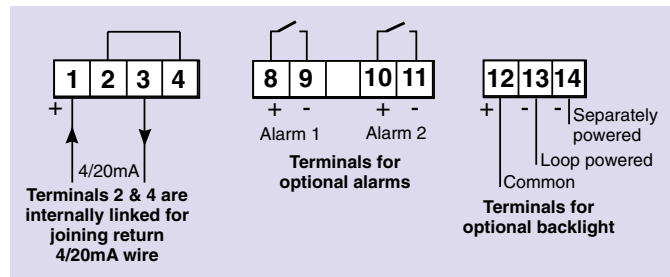 1 2 3 4
+
4/20mA
Terminals 2 & 4 are
internally linked for
joining return
4/20mA wire
8 9 10 11
+ - + -
Alarm 1 Alarm 2
Terminals for
optional alarms
12 13 14
+ - -
Separately
powered
Loop powered
Common
Terminals for
optional backlight